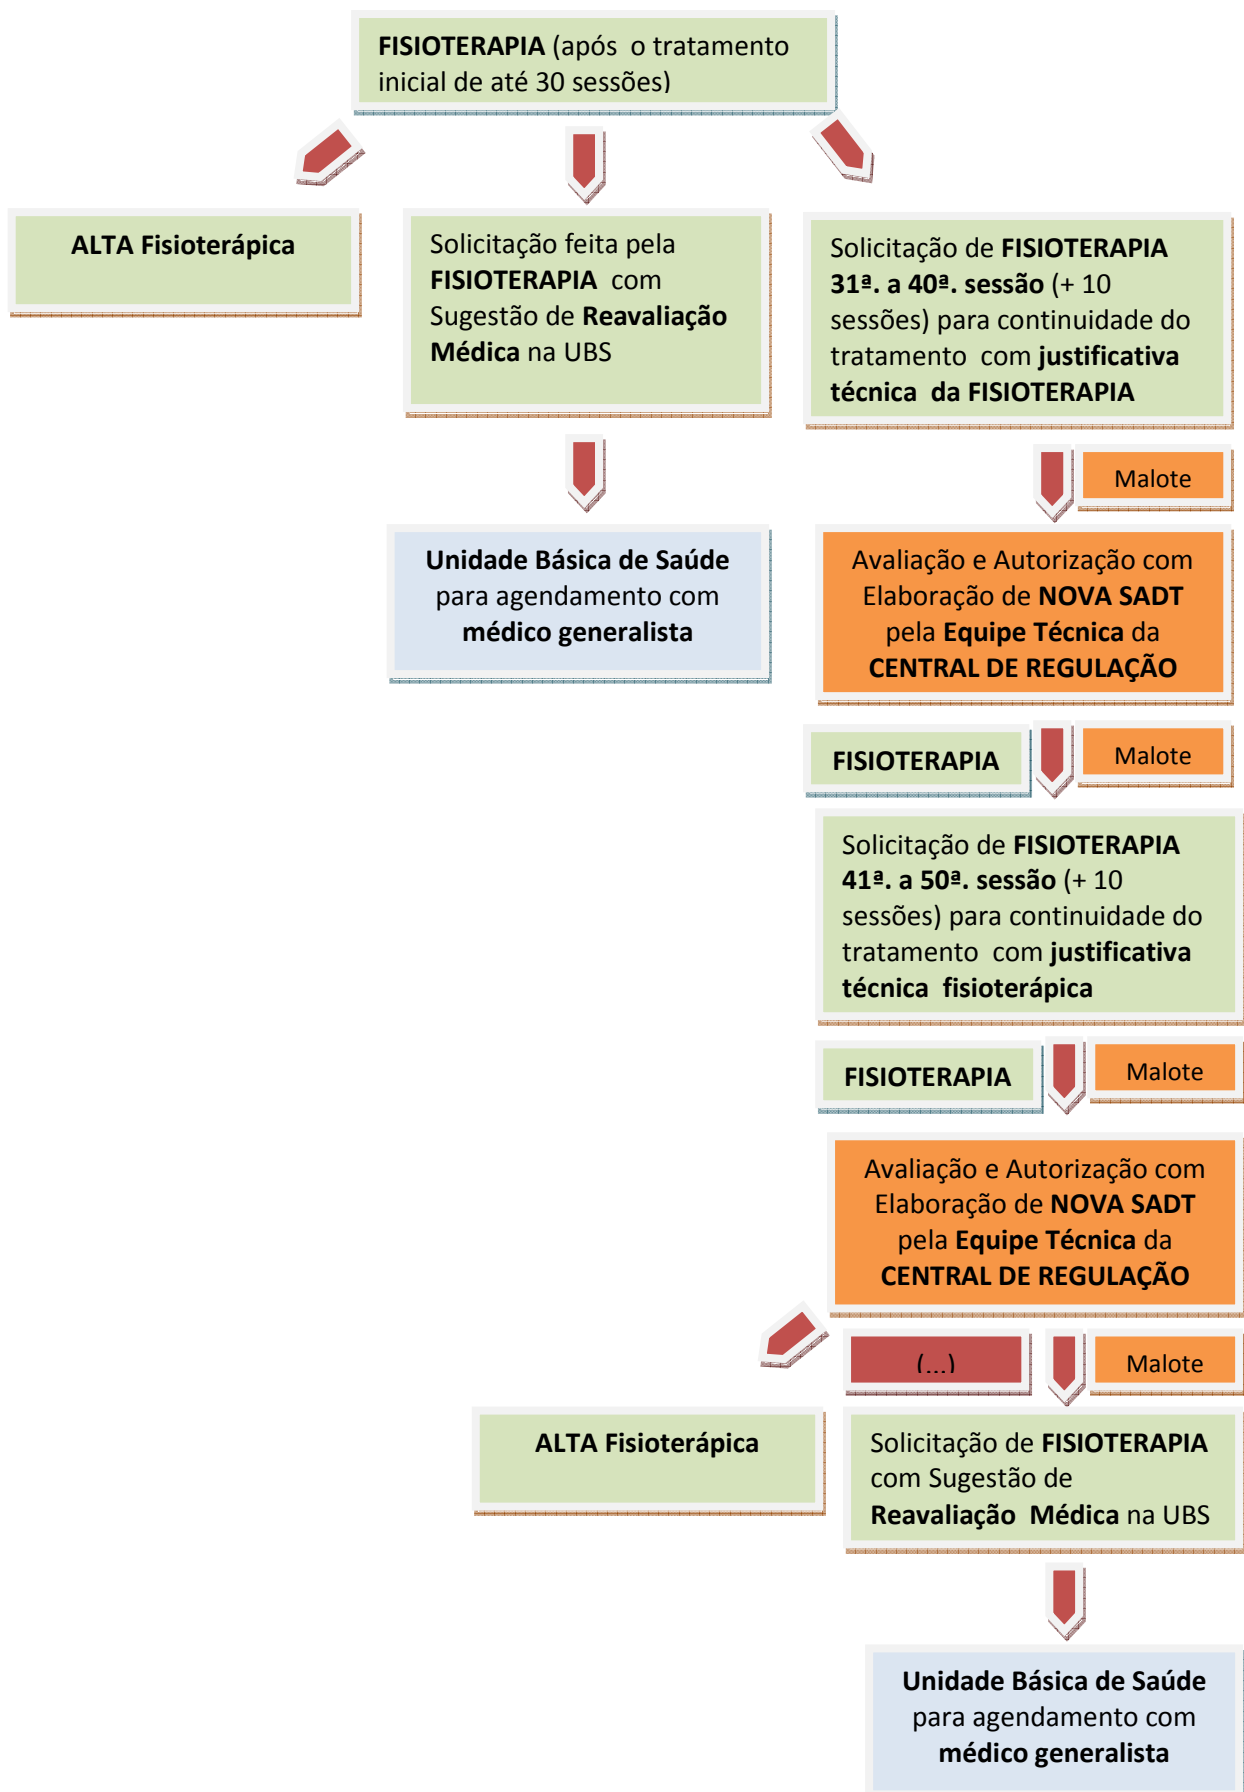 FISIOTERAPIA (após o tratamento
inicial de até 30 sessões)
ALTA Fisioterápica
Solicitação feita pela
FISIOTERAPIA com
Sugestão de Reavaliação
Médica na UBS
Solicitação de FISIOTERAPIA
31ª. a 40ª. sessão (+ 10
sessões) para continuidade do
tratamento com justificativa
técnica da FISIOTERAPIA
Malote
Unidade Básica de Saúde
para agendamento com
médico generalista
Avaliação e Autorização com
Elaboração de NOVA SADT
pela Equipe Técnica da
CENTRAL DE REGULAÇÃO
FISIOTERAPIA
Malote
Solicitação de FISIOTERAPIA
41ª. a 50ª. sessão (+ 10
sessões) para continuidade do
tratamento com justificativa
técnica fisioterápica
FISIOTERAPIA
Malote
Avaliação e Autorização com
Elaboração de NOVA SADT
pela Equipe Técnica da
CENTRAL DE REGULAÇÃO
(...)
Malote
ALTA Fisioterápica
Solicitação de FISIOTERAPIA
com Sugestão de
Reavaliação Médica na UBS
Unidade Básica de Saúde
para agendamento com
médico generalista